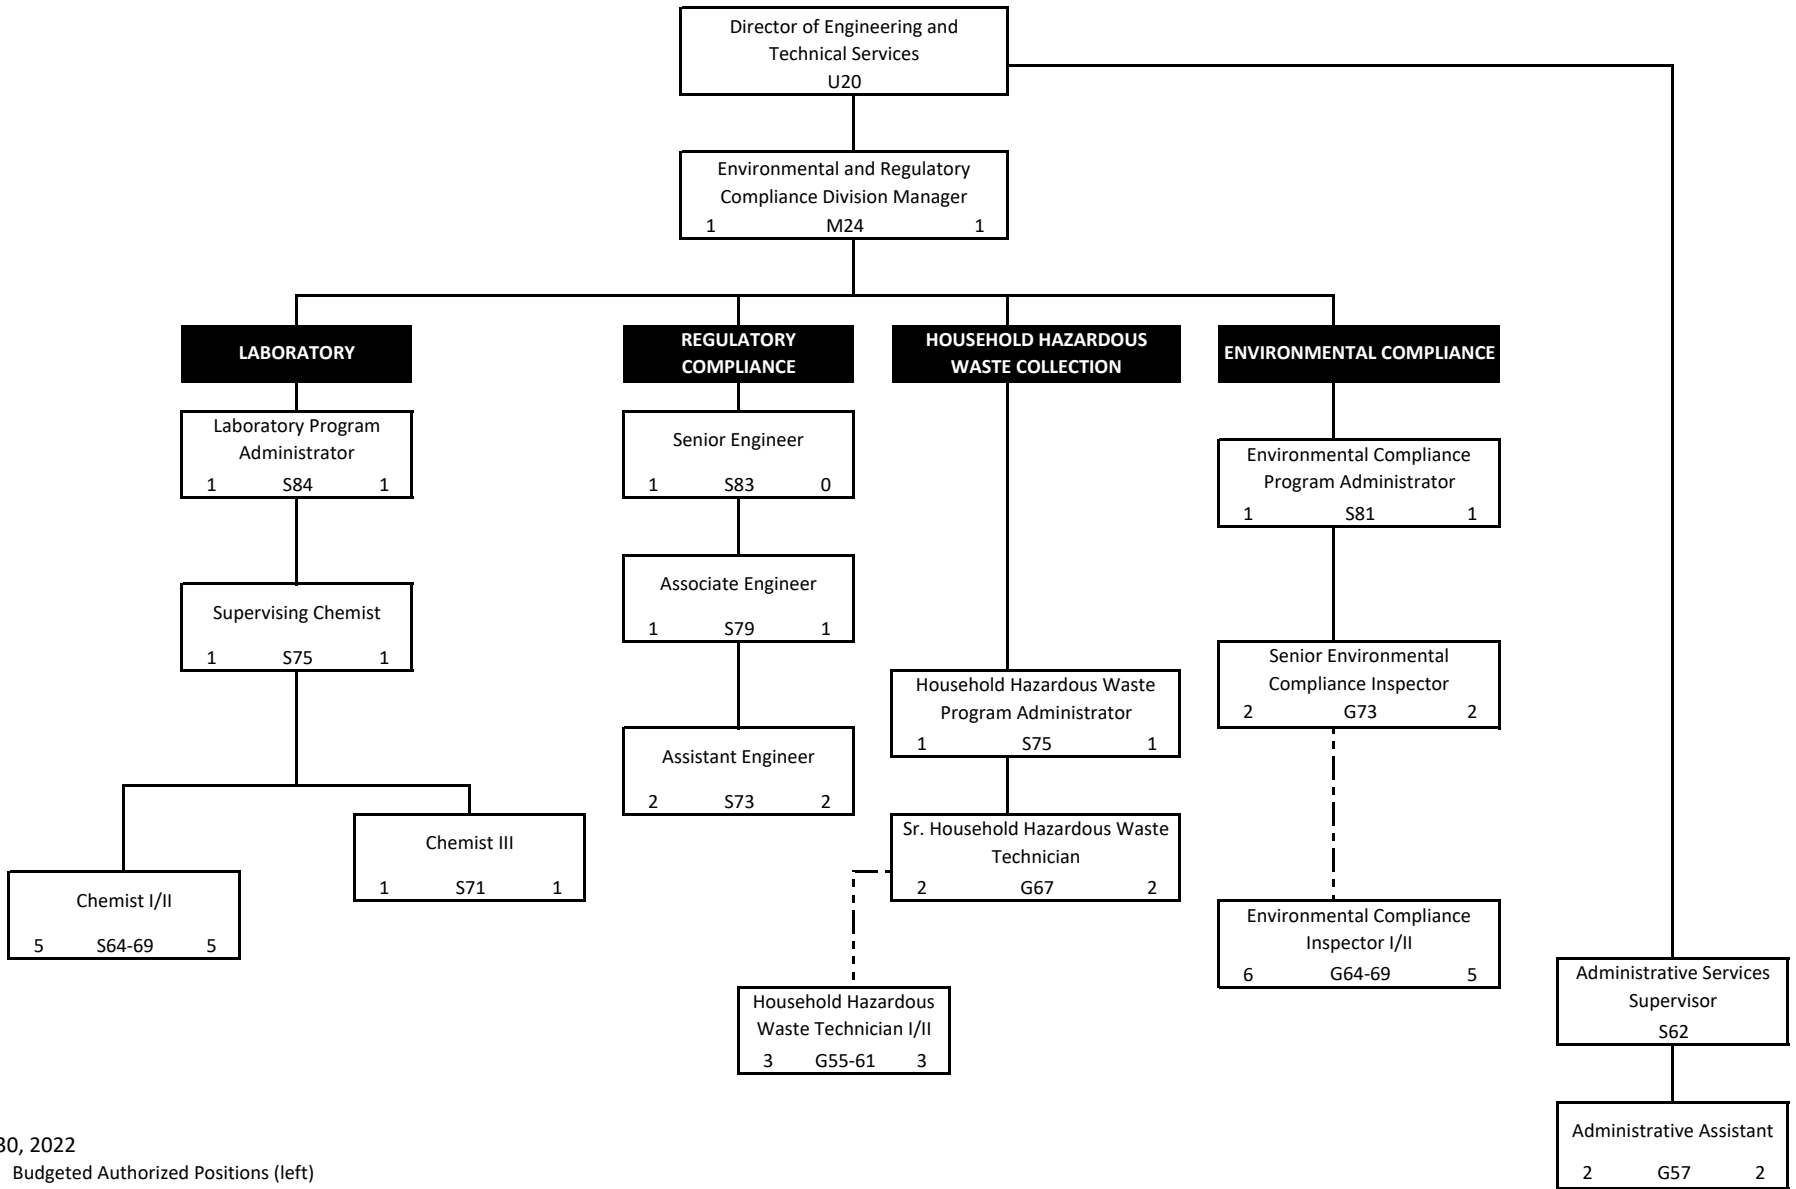 Director of Engineering and
Technical Services
U20
Environmental and Regulatory
Compliance Division Manager
1 M24 1
LABORATORY
REGULATORY
COMPLIANCE
HOUSEHOLD HAZARDOUS
WASTE COLLECTION
ENVIRONMENTAL COMPLIANCE
Laboratory Program
Administrator
1 S84 1
Supervising Chemist
1 S75 1
Chemist I/II
5 S64-69 5
Chemist III
1 S71 1
Senior Engineer
1 S83 0
Associate Engineer
1 S79 1
Assistant Engineer
2 S73 2
Household Hazardous Waste
Program Administrator
1 S75 1
Sr. Household Hazardous Waste
Technician
2 G67 2
Household Hazardous
Waste Technician I/II
3 G55-61 3
Environmental Compliance
Program Administrator
1 S81 1
Senior Environmental
Compliance Inspector
2 G73 2
Environmental Compliance
Inspector I/II
6 G64-69 5
Administrative Services
Supervisor
S62
Administrative Assistant
2 G57 2
30, 2022
Budgeted Authorized Positions (left)